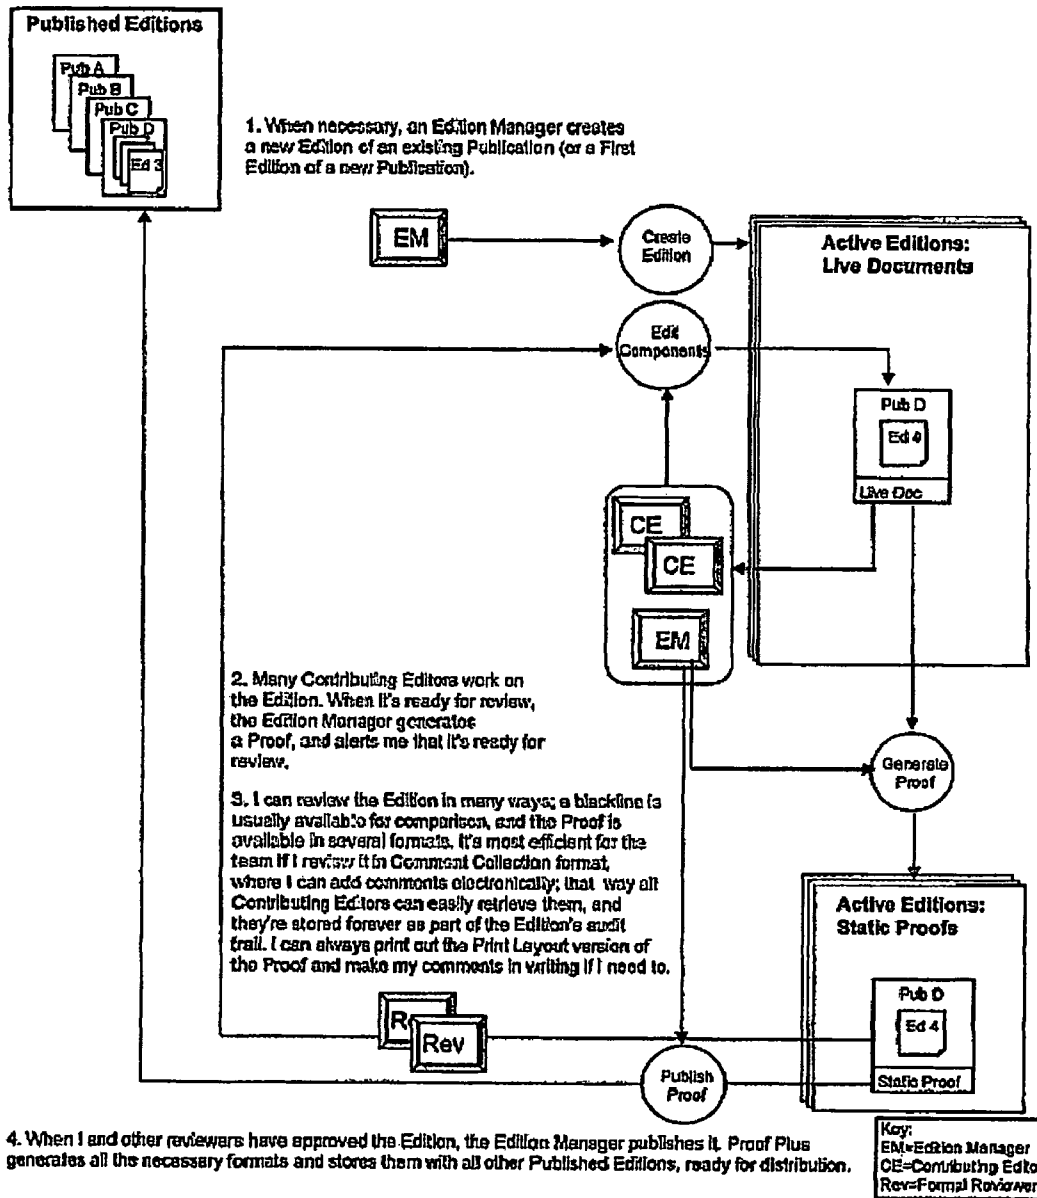 Published Editions
Pub A
Pub B
Pub C
Pub D
Ed 3
1. When necessary, an Edition Manager creates
a new Edition of an existing Publication (or a First
Edition of a new Publication).
EM
Create
Edition
Active Editions:
Live Documents
Edit
Components
Pub D
Ed 4
Live Doc
CE
CE
EM
2. Many Contributing Editors work on
the Edition. When it's ready for review,
the Edition Manager generates
a Proof, and alerts me that it's ready for
review.
Generate
Proof
3. I can review the Edition in many ways; a blackline is
usually available for comparison, and the Proof is
available in several formats. It's most efficient for the
team if I review it in Comment Collection format,
where I can add comments electronically; that way all
Contributing Editors can easily retrieve them, and
they're stored forever as part of the Edition's audit
trail. I can always print out the Print Layout version of
the Proof and make my comments in writing if I need to.
Active Editions:
Static Proofs
Pub D
Ed 4
Static Proof
Re
Rev
Publish
Proof
4. When I and other reviewers have approved the Edition, the Edition Manager publishes it. Proof Plus
generates all the necessary formats and stores them with all other Published Editions, ready for distribution.
Key:
EM=Edition Manager
CE=Contributing Edito
Rev=Formal Reviewer